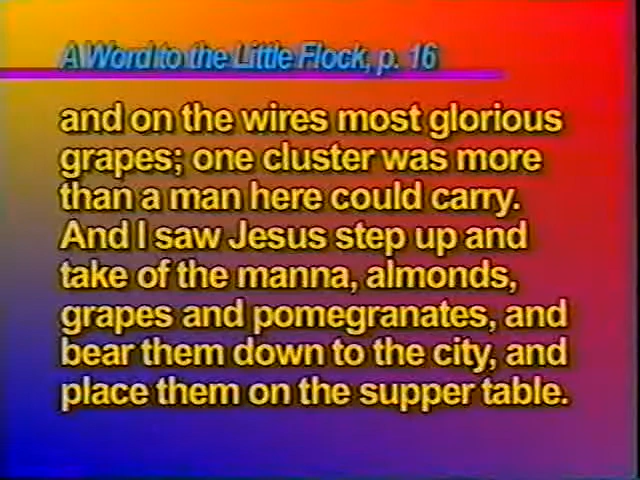 A Word to the Little Flock, p. 16
and on the wires most glorious
grapes; one cluster was more
than a man here could carry.
And I saw Jesus step up and
take of the manna, almonds,
grapes and pomegranates, and
bear them down to the city, and
place them on the supper table.